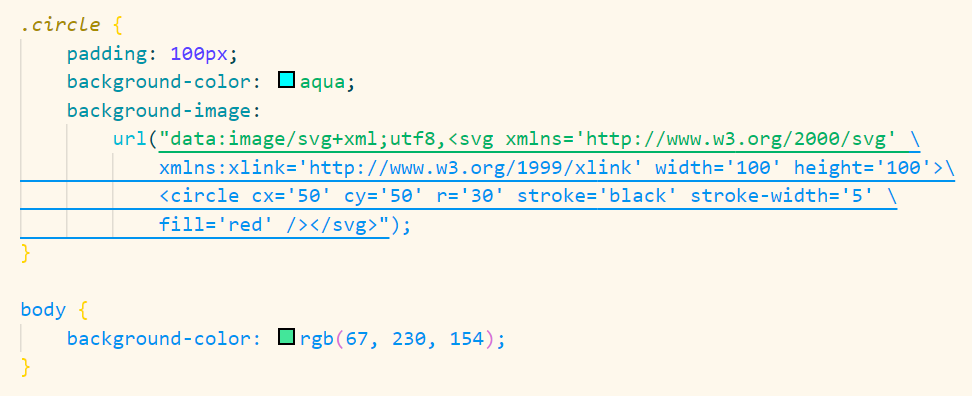 .circle {
    padding: 100px;
    background-color: aqua;
    background-image:
        url("data:image/svg+xml;utf8,<svg xmlns='http://www.w3.org/2000/svg' \
            xmlns:xlink='http://www.w3.org/1999/xlink' width='100' height='100'>\
            <circle cx='50' cy='50' r='30' stroke='black' stroke-width='5' \
            fill='red' /></svg>");
}

body {
    background-color: rgb(67, 230, 154);
}